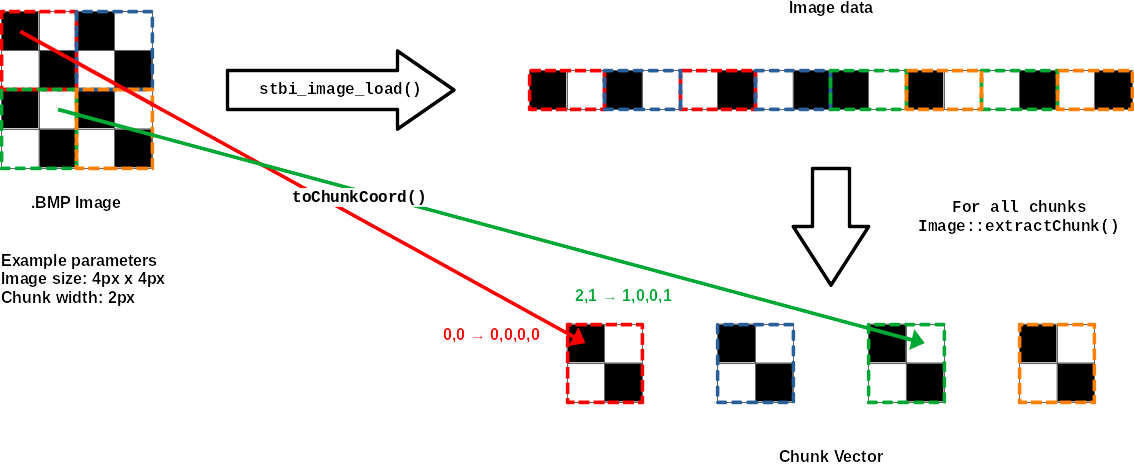 Image data
stbi_image_load()
.BMP Image
toChunkCoord()
For all chunks
Image::extractChunk()
Example parameters
Image size: 4px x 4px
Chunk width: 2px
2,1 → 1,0,0,1
0,0 → 0,0,0,0
Chunk Vector